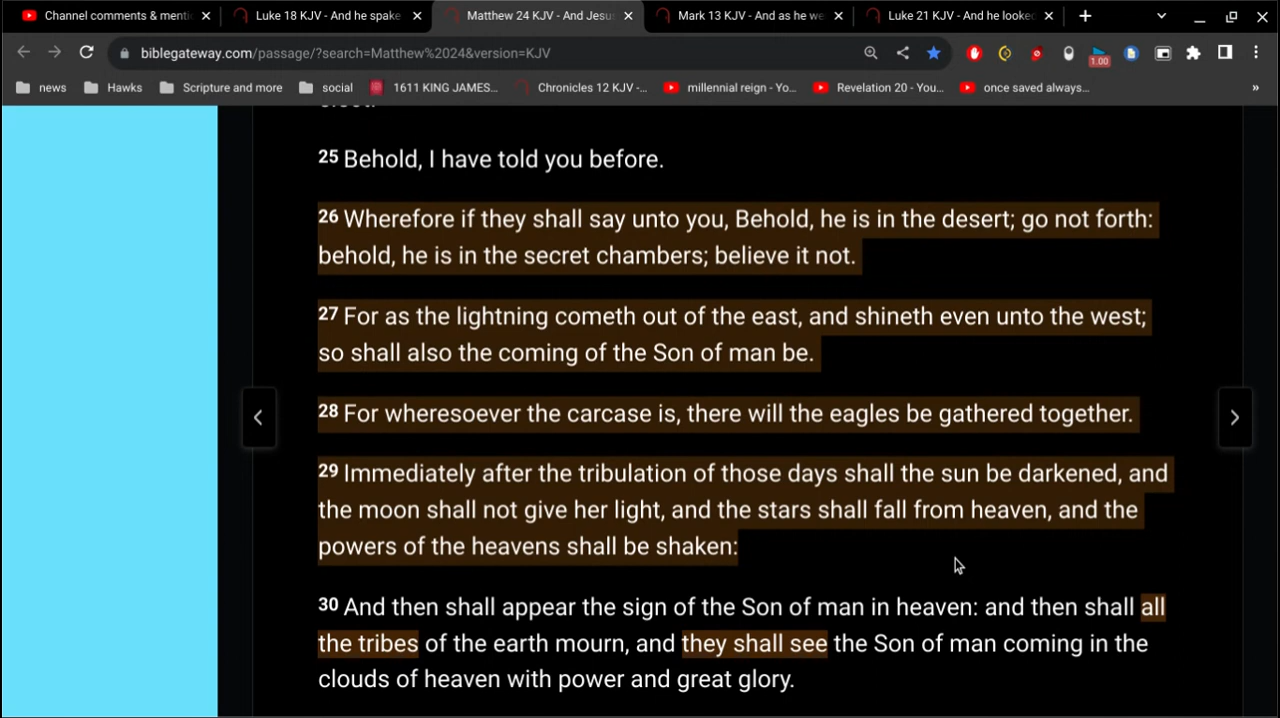 Channel comments & menti
Luke 18 KJV - And he spake
Matthew 24 KJV - And Jesu
Mark 13 KJV - And as he we
Luke 21 KJV - And he looked
biblegateway.com/passage/?search=Matthew%2024&version=KJV
1.00
news
Hawks
Scripture and more
social
1611 KING JAMES...
Chronicles 12 KJV -...
millennial reign - Yo...
Revelation 20 - You...
once saved always...
»
25 Behold, I have told you before.
26 Wherefore if they shall say unto you, Behold, he is in the desert; go not forth:
behold, he is in the secret chambers; believe it not.
27 For as the lightning cometh out of the east, and shineth even unto the west;
so shall also the coming of the Son of man be.
28 For wheresoever the carcase is, there will the eagles be gathered together.
29 Immediately after the tribulation of those days shall the sun be darkened, and
the moon shall not give her light, and the stars shall fall from heaven, and the
powers of the heavens shall be shaken:
30 And then shall appear the sign of the Son of man in heaven: and then shall all
the tribes of the earth mourn, and they shall see the Son of man coming in the
clouds of heaven with power and great glory.